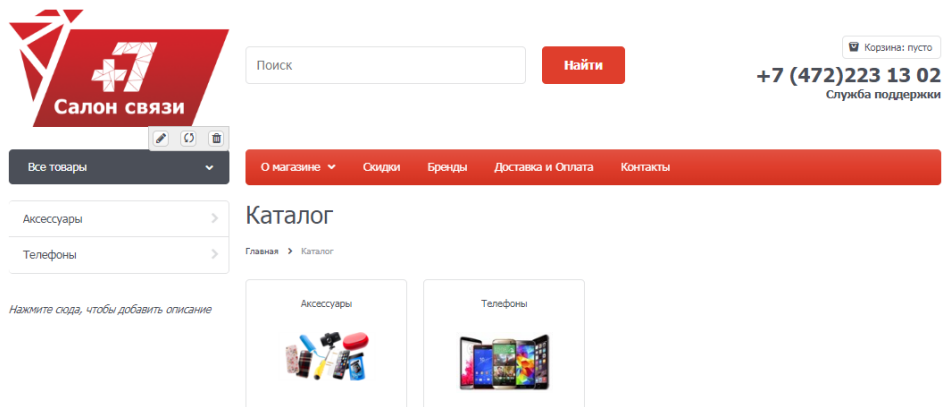 +7
Салон связи
Поиск
Найти
Корзина: пусто
+7 (472)223 13 02
Служба поддержки
Все товары
О магазине
Скидки
Бренды
Доставка и Оплата
Контакты
Аксессуары
Телефоны
Нажмите сюда, чтобы добавить описание
Каталог
Главная > Каталог
Аксессуары
Телефоны